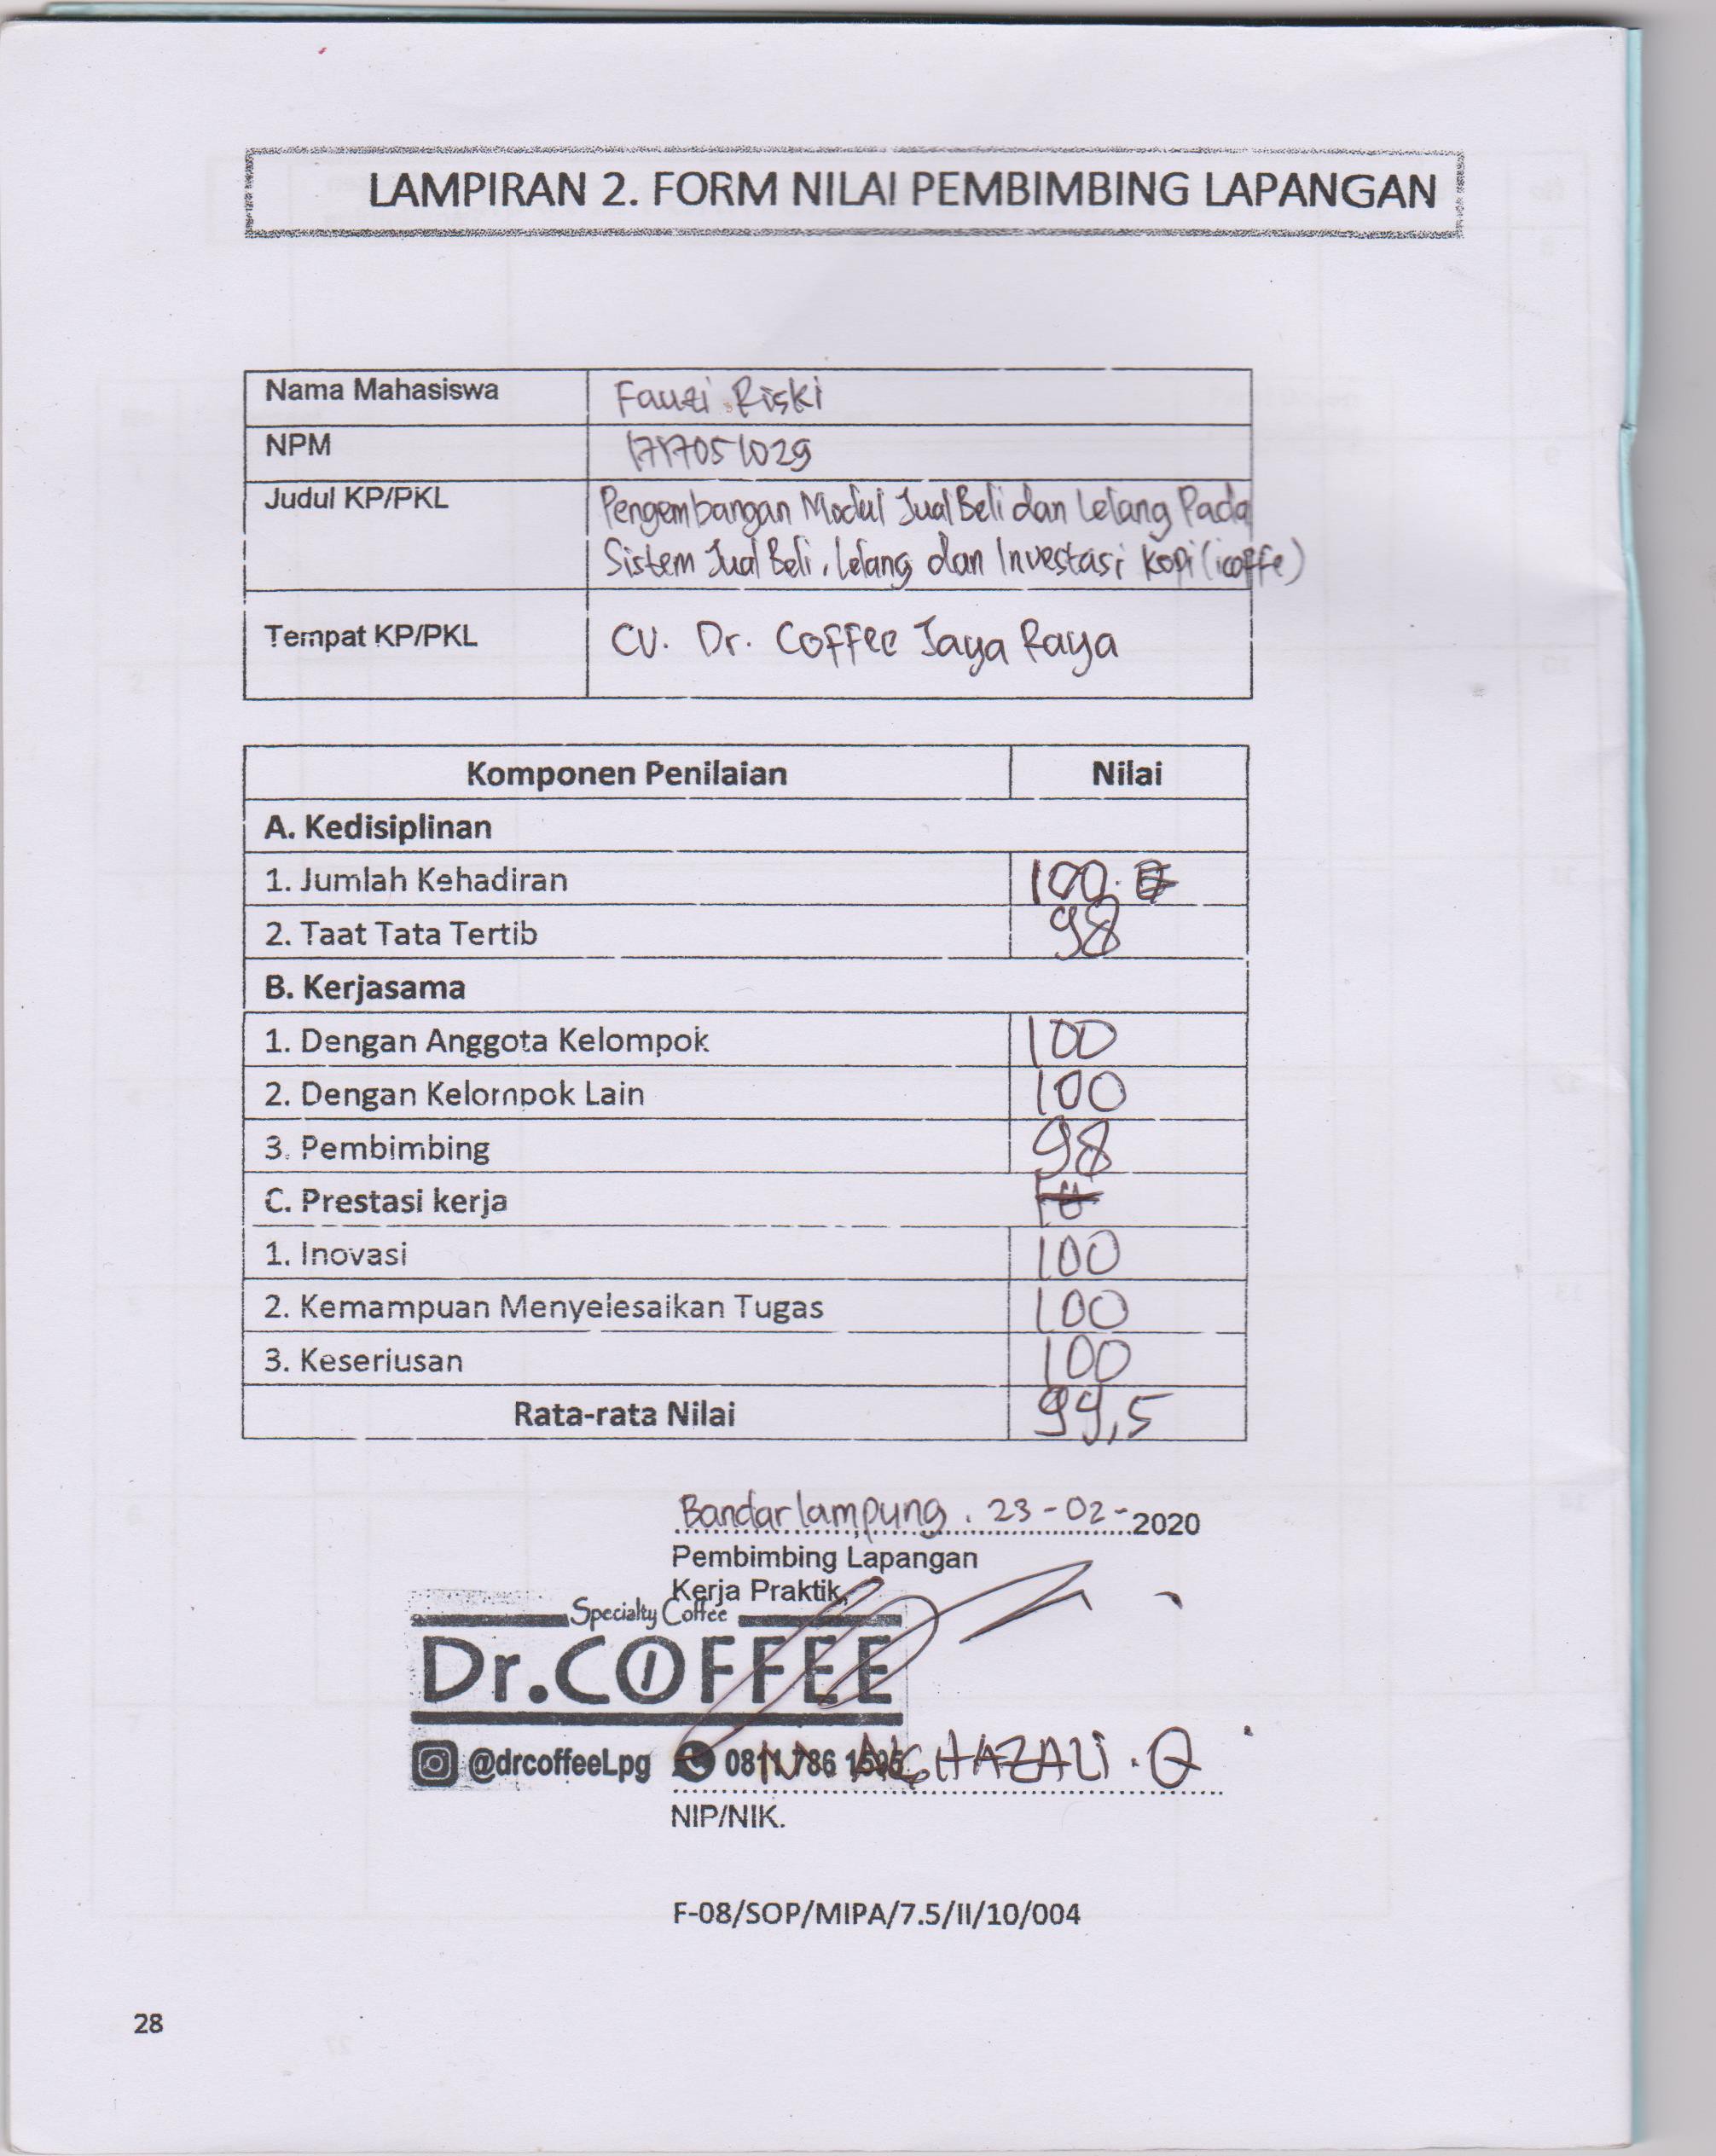 LAMPIRAN 2. FORM NILAI PEMBIMBING LAPANGAN
Nama Mahasiswa Fauzi Riski
NPM 1717051029
Judul KP/PKL Pengembangan Modul Jual Beli dan Lelang Pada
Sistem Jual Beli, Lelang dan Investasi Kopi (icoffe)
Tempat KP/PKL CV. Dr. Coffee Jaya Raya
Komponen Penilaian Nilai
A. Kedisiplinan
1. Jumlah Kehadiran 100.
2. Taat Tata Tertib 98
B. Kerjasama
1. Dengan Anggota Kelompok 100
2. Dengan Kelompok Lain 100
3. Pembimbing 98
C. Prestasi kerja
1. Inovasi 100
2. Kemampuan Menyelesaikan Tugas 100
3. Keseriusan 100
Rata-rata Nilai 99,5
Bandarlampung, 23-02-2020
Pembimbing Lapangan
Kerja Praktik,
Specialty Coffee
Dr.COFFEE
@drcoffeeLpg 0811 786
ALGHAZALI.Q
NIP/NIK.
F-08/SOP/MIPA/7.5/II/10/004
28